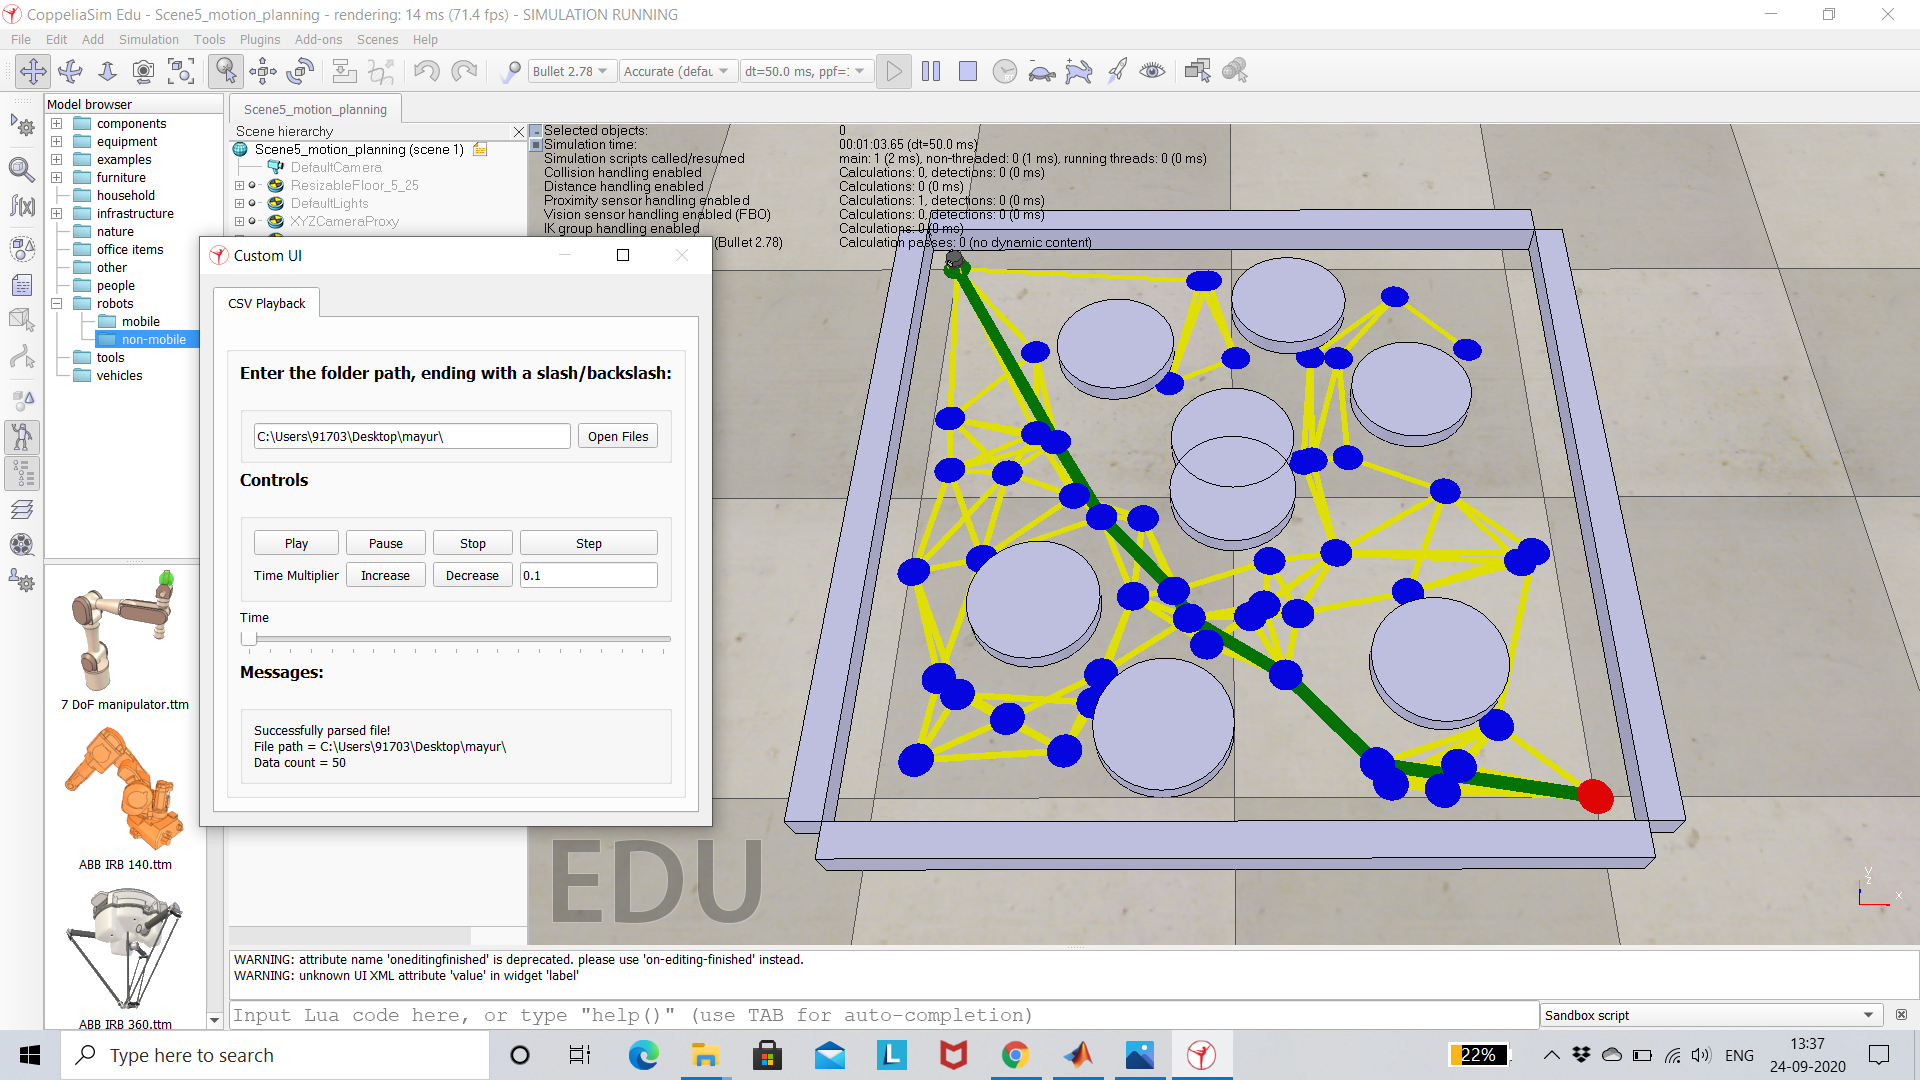 CoppeliaSim Edu - Scene5_motion_planning - rendering: 14 ms (71.4 fps) - SIMULATION RUNNING
File Edit Add Simulation Tools Plugins Add-ons Scenes Help
Bullet 2.78 Accurate (defau dt=50.0 ms, ppf=:
Model browser
components
equipment
examples
furniture
household
infrastructure
nature
office items
other
people
robots
mobile
non-mobile
tools
vehicles
7 DoF manipulator.ttm
ABB IRB 140.ttm
ABB IRB 360.ttm
Scene5_motion_planning
Scene hierarchy
Scene5_motion_planning (scene 1)
DefaultCamera
ResizableFloor_5_25
DefaultLights
XYZCameraProxy
Selected objects: 0
Simulation time: 00:01:03.65 (dt=50.0 ms)
Simulation scripts called/resumed main: 1 (2 ms), non-threaded: 0 (1 ms), running threads: 0 (0 ms)
Collision handling enabled Calculations: 0, detections: 0 (0 ms)
Distance handling enabled Calculations: 0 (0 ms)
Proximity sensor handling enabled Calculations: 1, detections: 0 (0 ms)
Vision sensor handling enabled (FBO) Calculations: 0, detections: 0 (0 ms)
IK group handling enabled Calculations: 0 (0 ms)
(Bullet 2.78) Calculation passes: 0 (no dynamic content)
Custom UI
CSV Playback
Enter the folder path, ending with a slash/backslash:
C:\Users\91703\Desktop\mayur\ Open Files
Controls
Play Pause Stop Step
Time Multiplier Increase Decrease 0.1
Time
Messages:
Successfully parsed file!
File path = C:\Users\91703\Desktop\mayur\
Data count = 50
EDU
y
z
x
WARNING: attribute name 'oneditingfinished' is deprecated. please use 'on-editing-finished' instead.
WARNING: unknown UI XML attribute 'value' in widget 'label'
Input Lua code here, or type "help()" (use TAB for auto-completion) Sandbox script
Type here to search
L
22%
ENG
13:37
24-09-2020